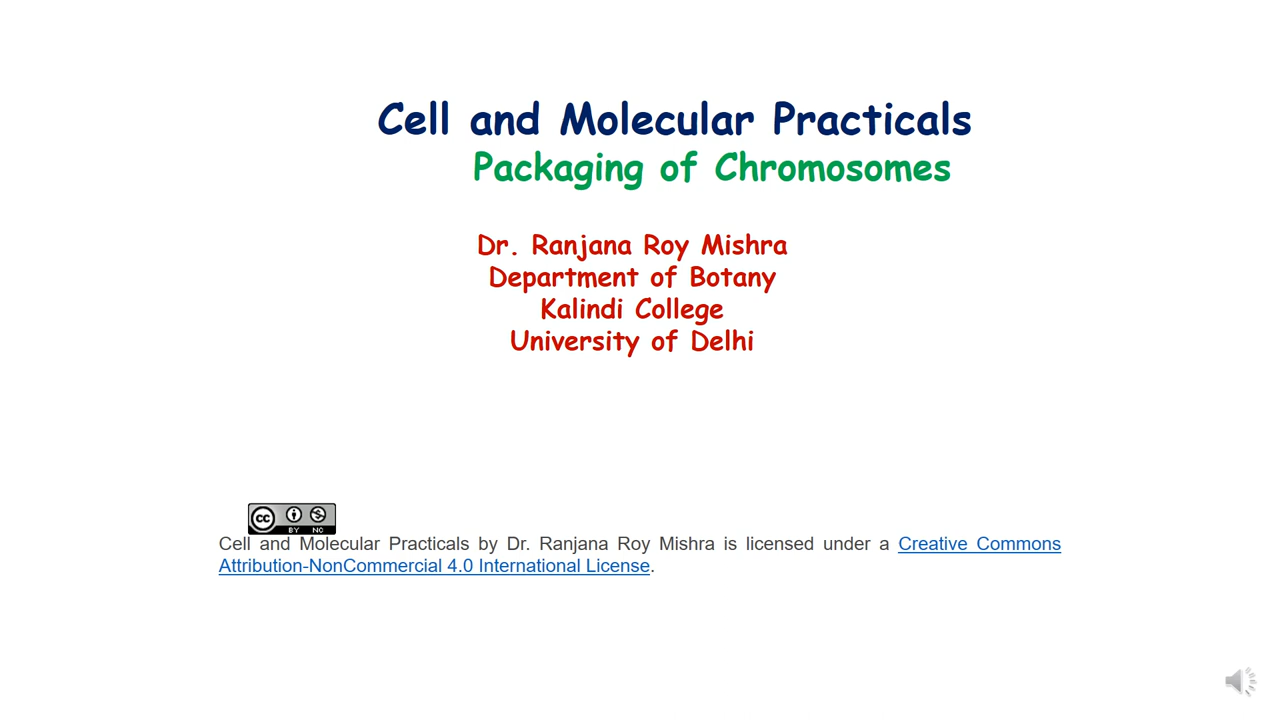 Cell and Molecular Practicals
Packaging of Chromosomes
Dr. Ranjana Roy Mishra
Department of Botany
Kalindi College
University of Delhi
cc BY NC
Cell and Molecular Practicals by Dr. Ranjana Roy Mishra is licensed under a Creative Commons
Attribution-NonCommercial 4.0 International License.